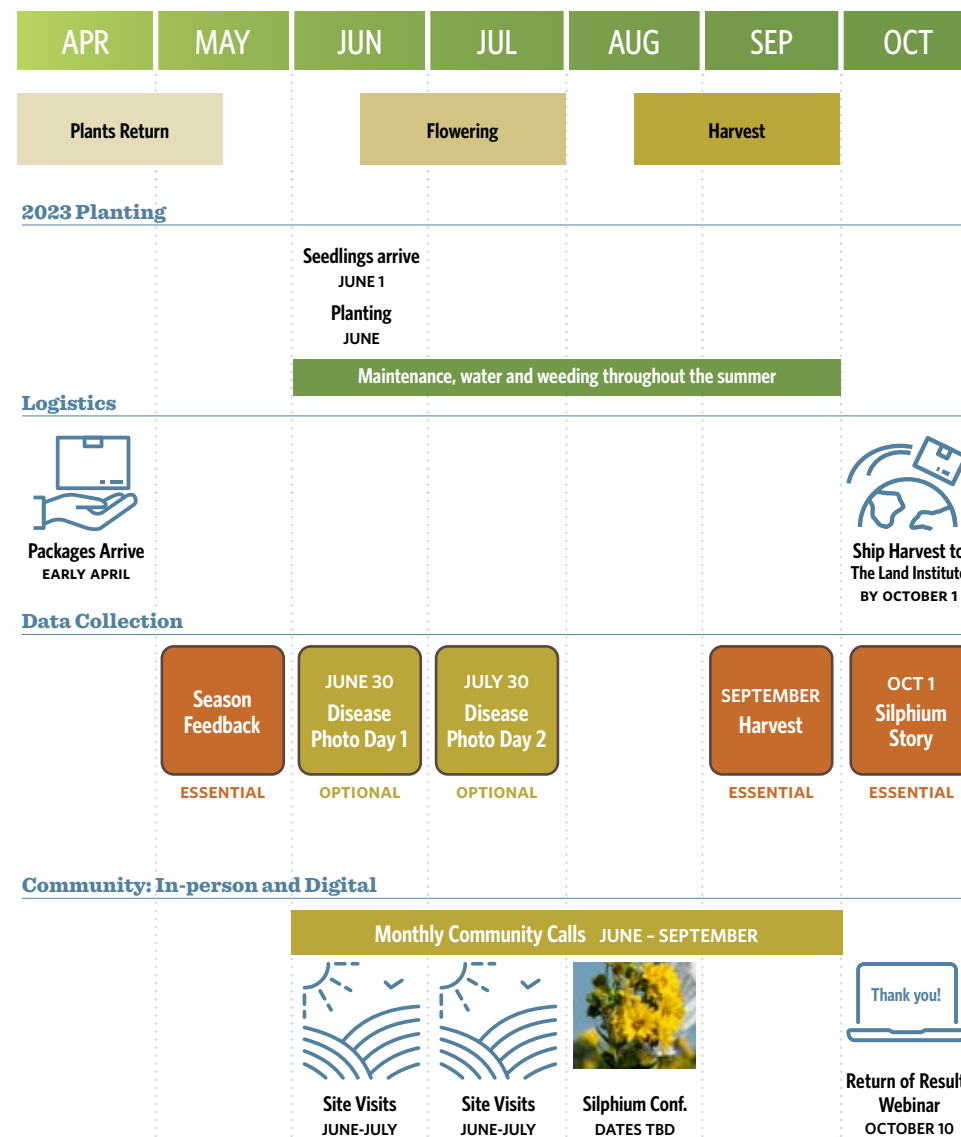 APR MAY JUN JUL AUG SEP OCT
Plants Return Flowering Harvest
2023 Planting
Seedlings arrive
JUNE 1
Planting
JUNE
Maintenance, water and weeding throughout the summer
Logistics
Packages Arrive
EARLY APRIL
Ship Harvest to
The Land Institute
BY OCTOBER 1
Data Collection
Season
Feedback
ESSENTIAL
JUNE 30
Disease
Photo Day 1
OPTIONAL
JULY 30
Disease
Photo Day 2
OPTIONAL
SEPTEMBER
Harvest
ESSENTIAL
OCT 1
Silphium
Story
ESSENTIAL
Community: In-person and Digital
Monthly Community Calls JUNE – SEPTEMBER
Site Visits
JUNE-JULY
Site Visits
JUNE-JULY
Silphium Conf.
DATES TBD
Thank you!
Return of Result
Webinar
OCTOBER 10